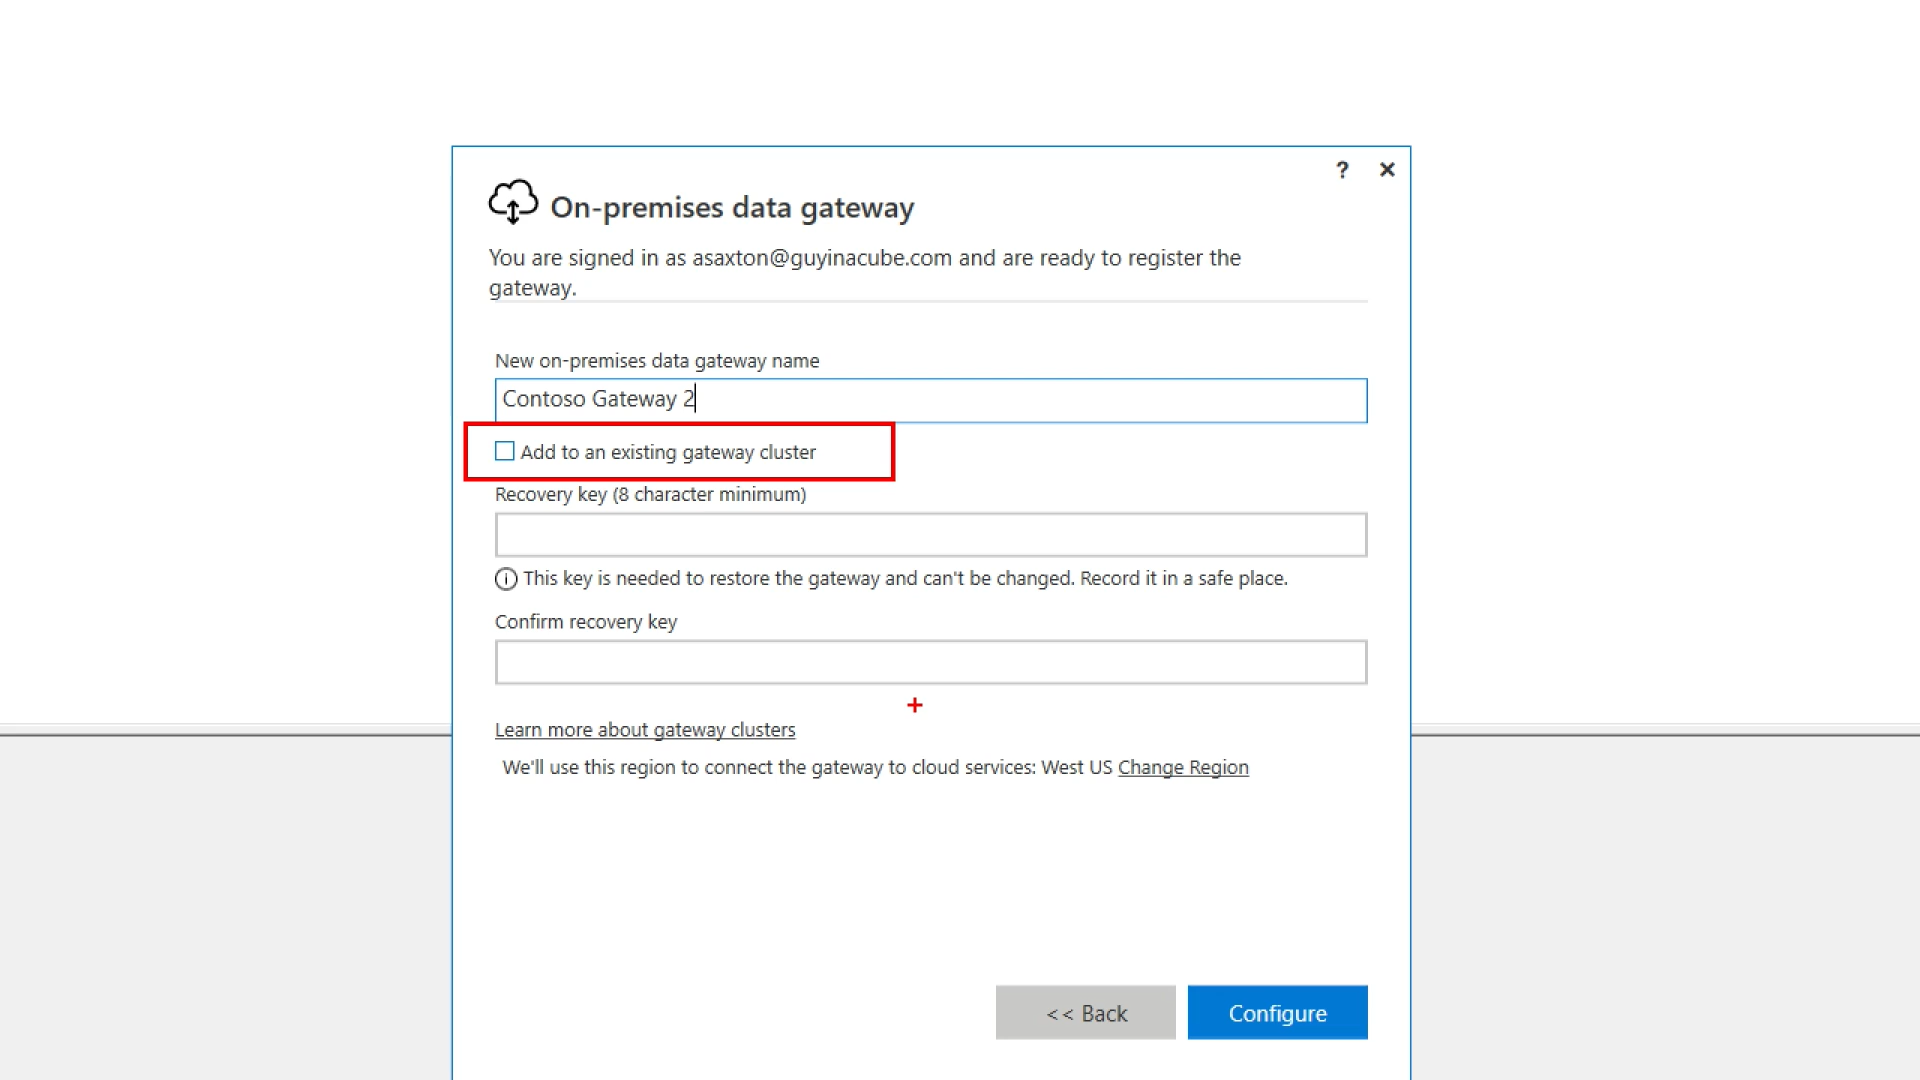 ? ×
On-premises data gateway
You are signed in as asaxton@guyinacube.com and are ready to register the
gateway.
New on-premises data gateway name
Contoso Gateway 2
Add to an existing gateway cluster
Recovery key (8 character minimum)
This key is needed to restore the gateway and can't be changed. Record it in a safe place.
Confirm recovery key
Learn more about gateway clusters
We'll use this region to connect the gateway to cloud services: West US Change Region
<< Back
Configure